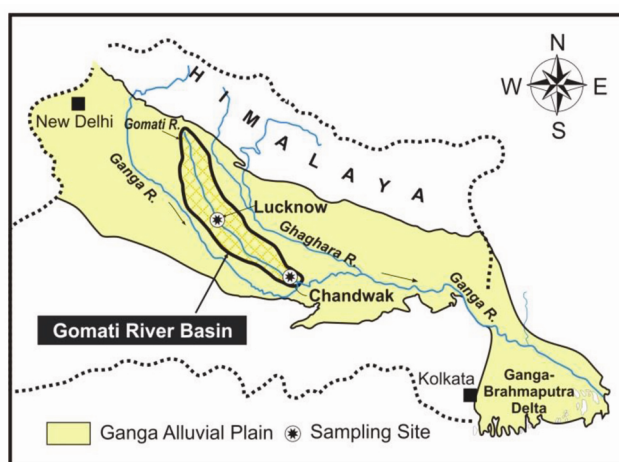 N
W E
S
HIMALAYA
New Delhi
Gomati R.
Ganga R.
Lucknow
Ghaghara R.
Chandwak
Ganga R.
Gomati River Basin
Kolkata
Ganga-
Brahmaputra
Delta
Ganga Alluvial Plain
Sampling Site